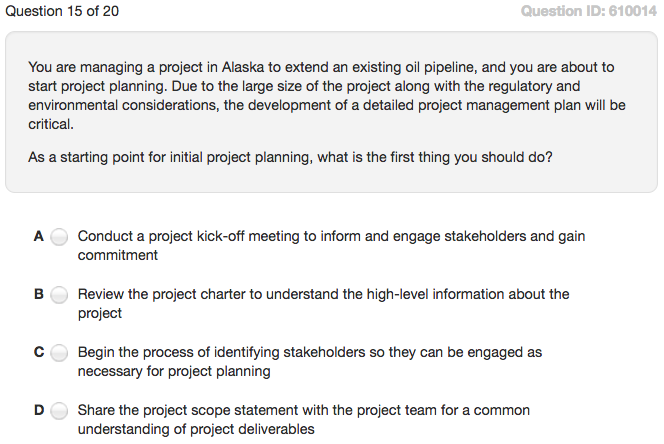 Question 15 of 20 Question ID: 610014
You are managing a project in Alaska to extend an existing oil pipeline, and you are about to
start project planning. Due to the large size of the project along with the regulatory and
environmental considerations, the development of a detailed project management plan will be
critical.
As a starting point for initial project planning, what is the first thing you should do?
A Conduct a project kick-off meeting to inform and engage stakeholders and gain
commitment
B Review the project charter to understand the high-level information about the
project
C Begin the process of identifying stakeholders so they can be engaged as
necessary for project planning
D Share the project scope statement with the project team for a common
understanding of project deliverables